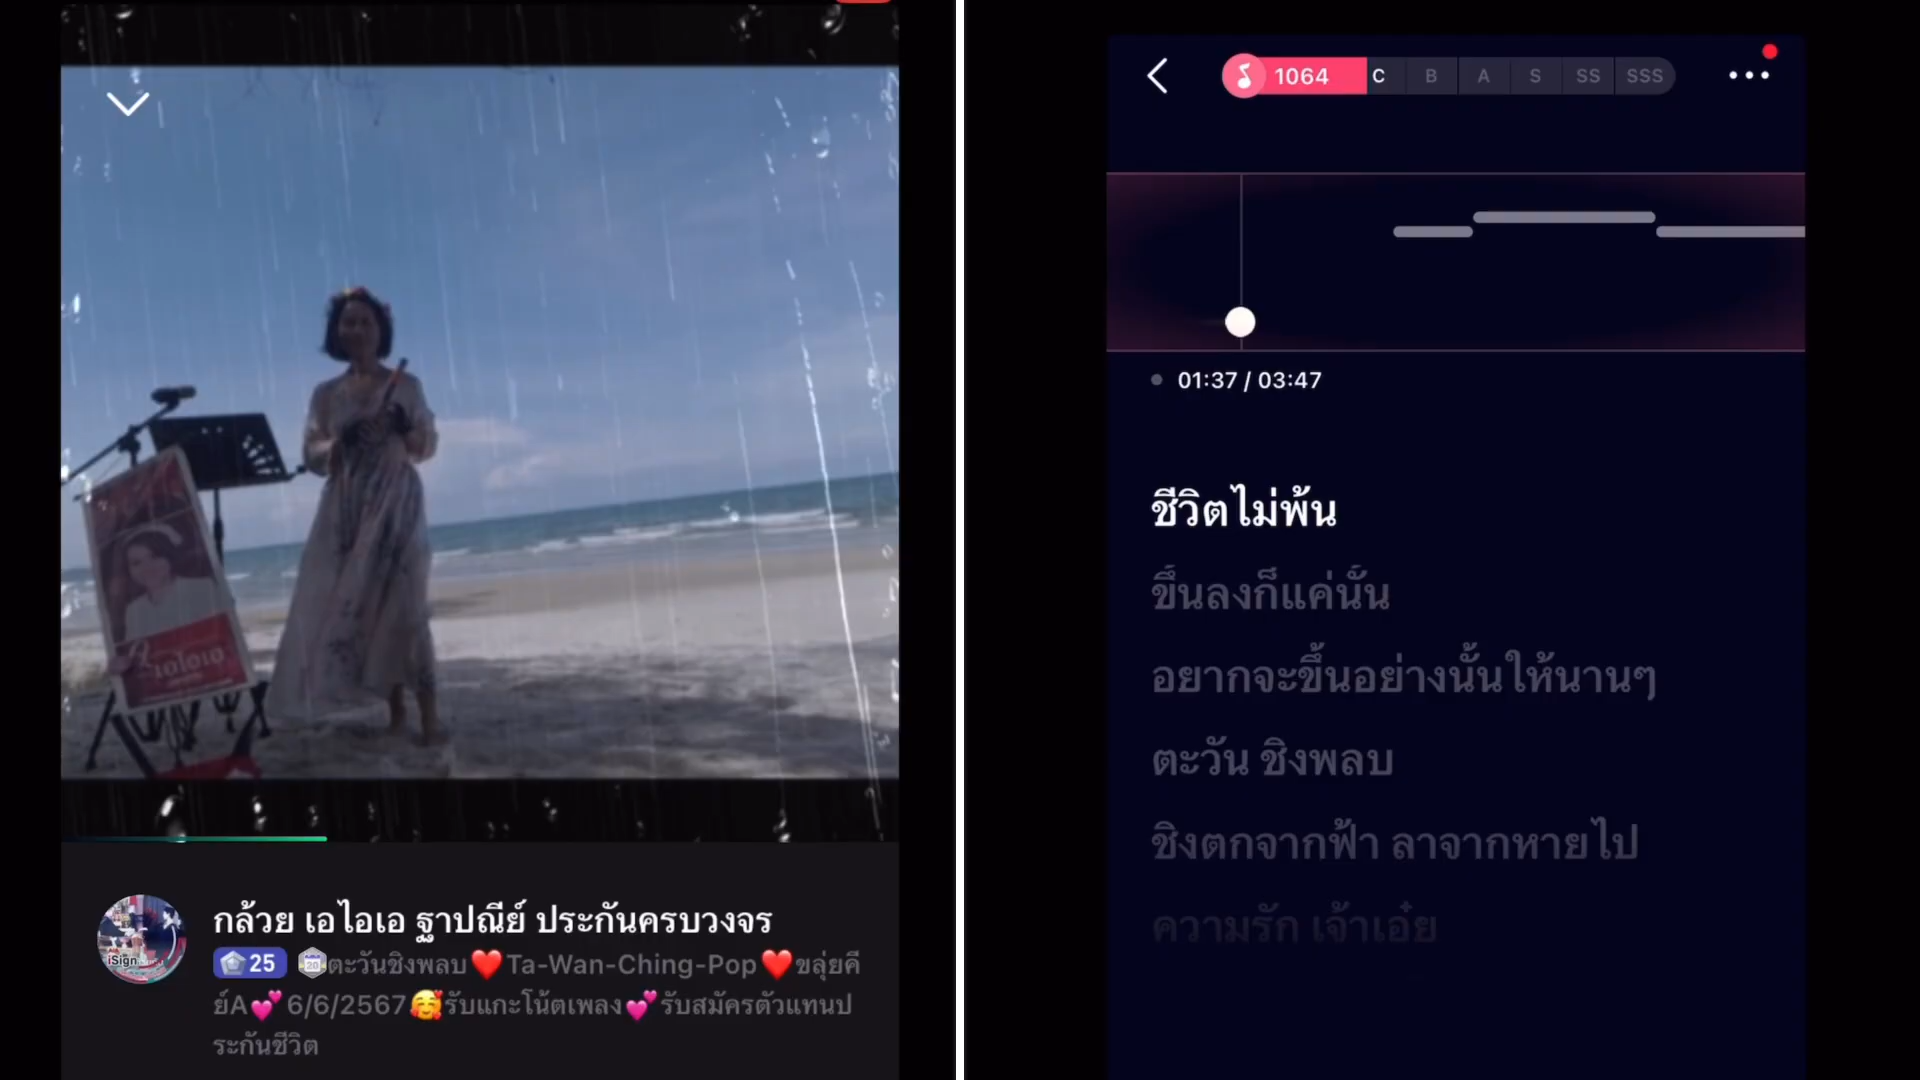 เอไอเอ
iSign
กล้วย เอไอเอ ฐาปณีย์ ประกันครบวงจร
25 20 ตะวันชิงพลบ❤️Ta-Wan-Ching-Pop❤️ขลุ่ยคี
ย์A💕6/6/2567🥰รับแกะโน้ตเพลง💕รับสมัครตัวแทนป
ระกันชีวิต
1064 C B A S SS SSS
01:37 / 03:47
ชีวิตไม่พ้น
ขึ้นลงก็แค่นั้น
อยากจะขึ้นอย่างนั้นให้นานๆ
ตะวัน ชิงพลบ
ชิงตกจากฟ้า ลาจากหายไป
ความรัก เจ้าเอ๋ย